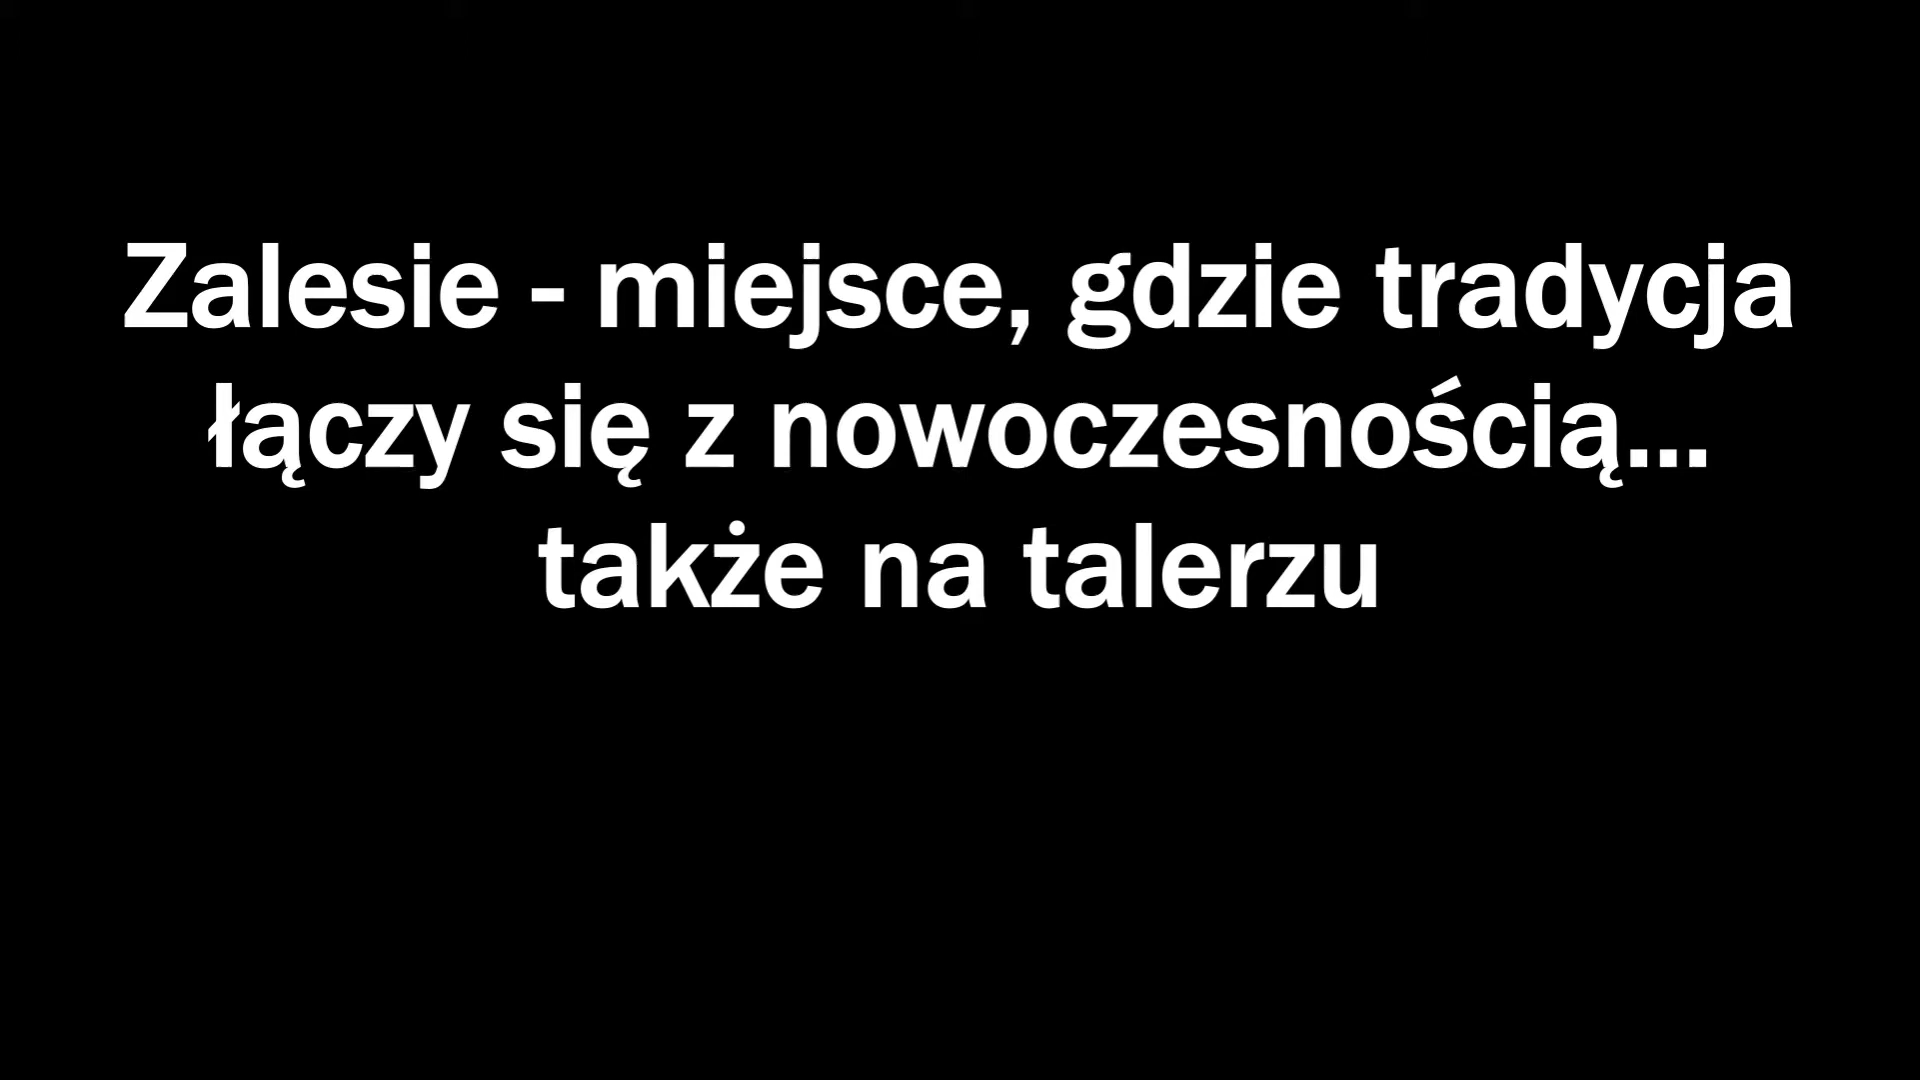 Zalesie - miejsce, gdzie tradycja
łączy się z nowoczesnością...
także na talerzu